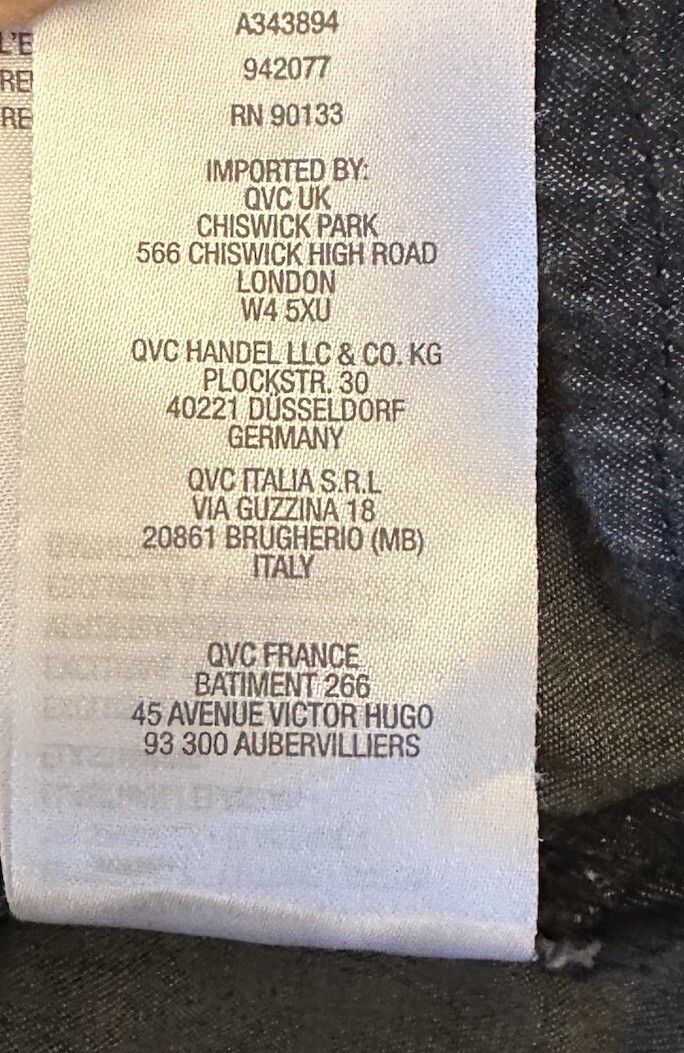 A343894
942077
RN 90133
IMPORTED BY:
QVC UK
CHISWICK PARK
566 CHISWICK HIGH ROAD
LONDON
W4 5XU
QVC HANDEL LLC & CO. KG
PLOCKSTR. 30
40221 DÜSSELDORF
GERMANY
QVC ITALIA S.R.L
VIA GUZZINA 18
20861 BRUGHERIO (MB)
ITALY
QVC FRANCE
BATIMENT 266
45 AVENUE VICTOR HUGO
93 300 AUBERVILLIERS